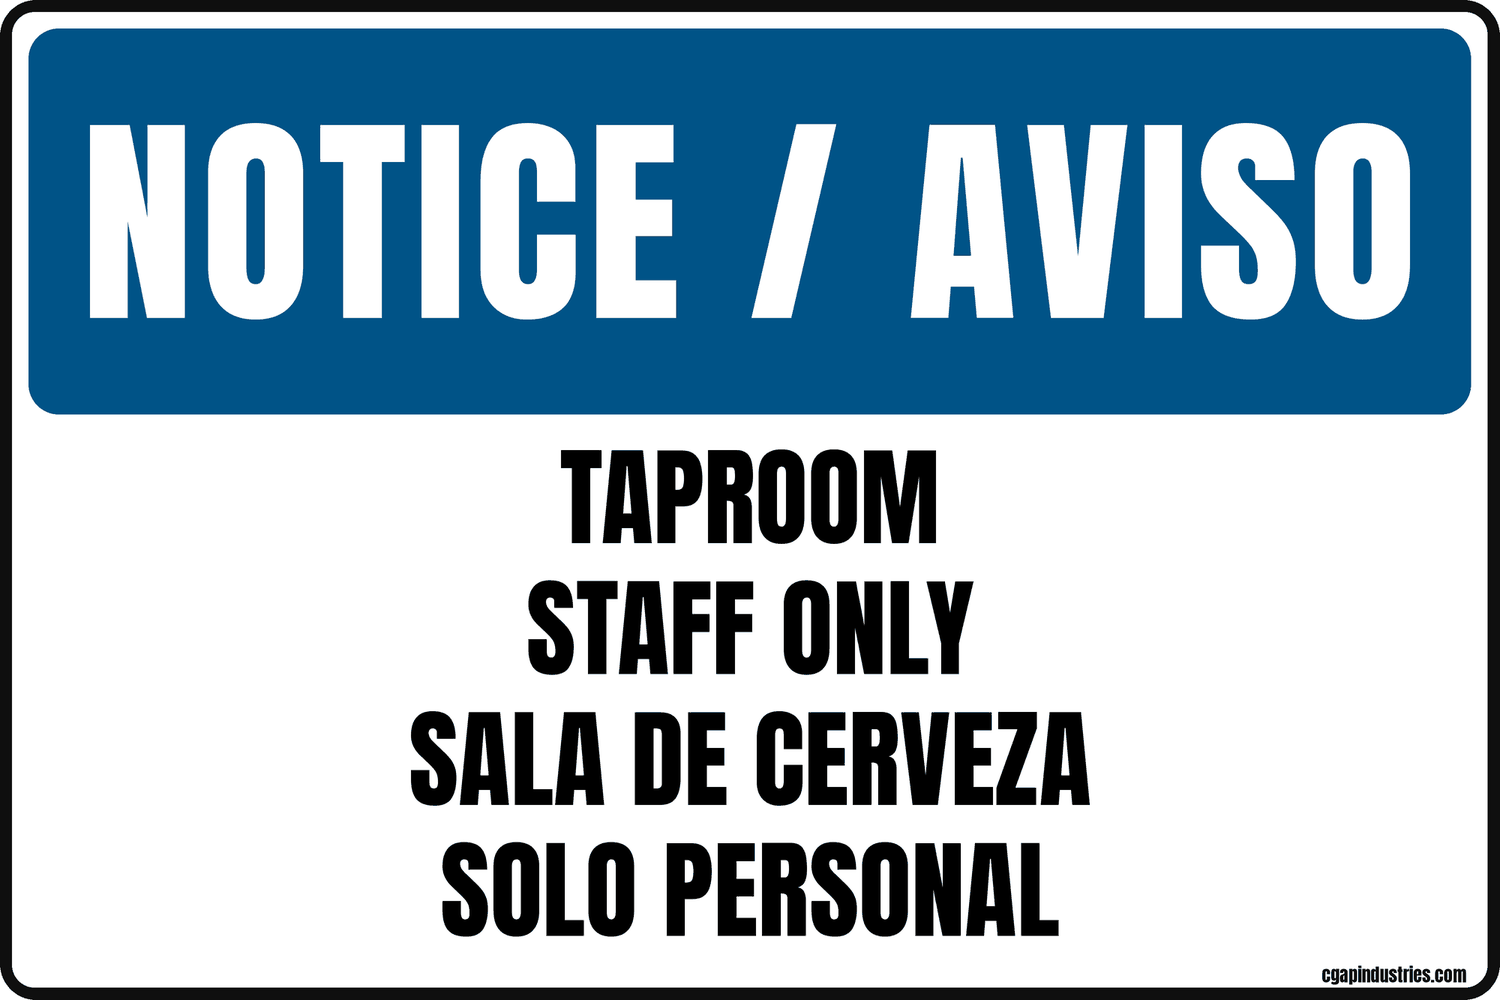 NOTICE / AVISO
TAPROOM
STAFF ONLY
SALA DE CERVEZA
SOLO PERSONAL
cgapindustries.com